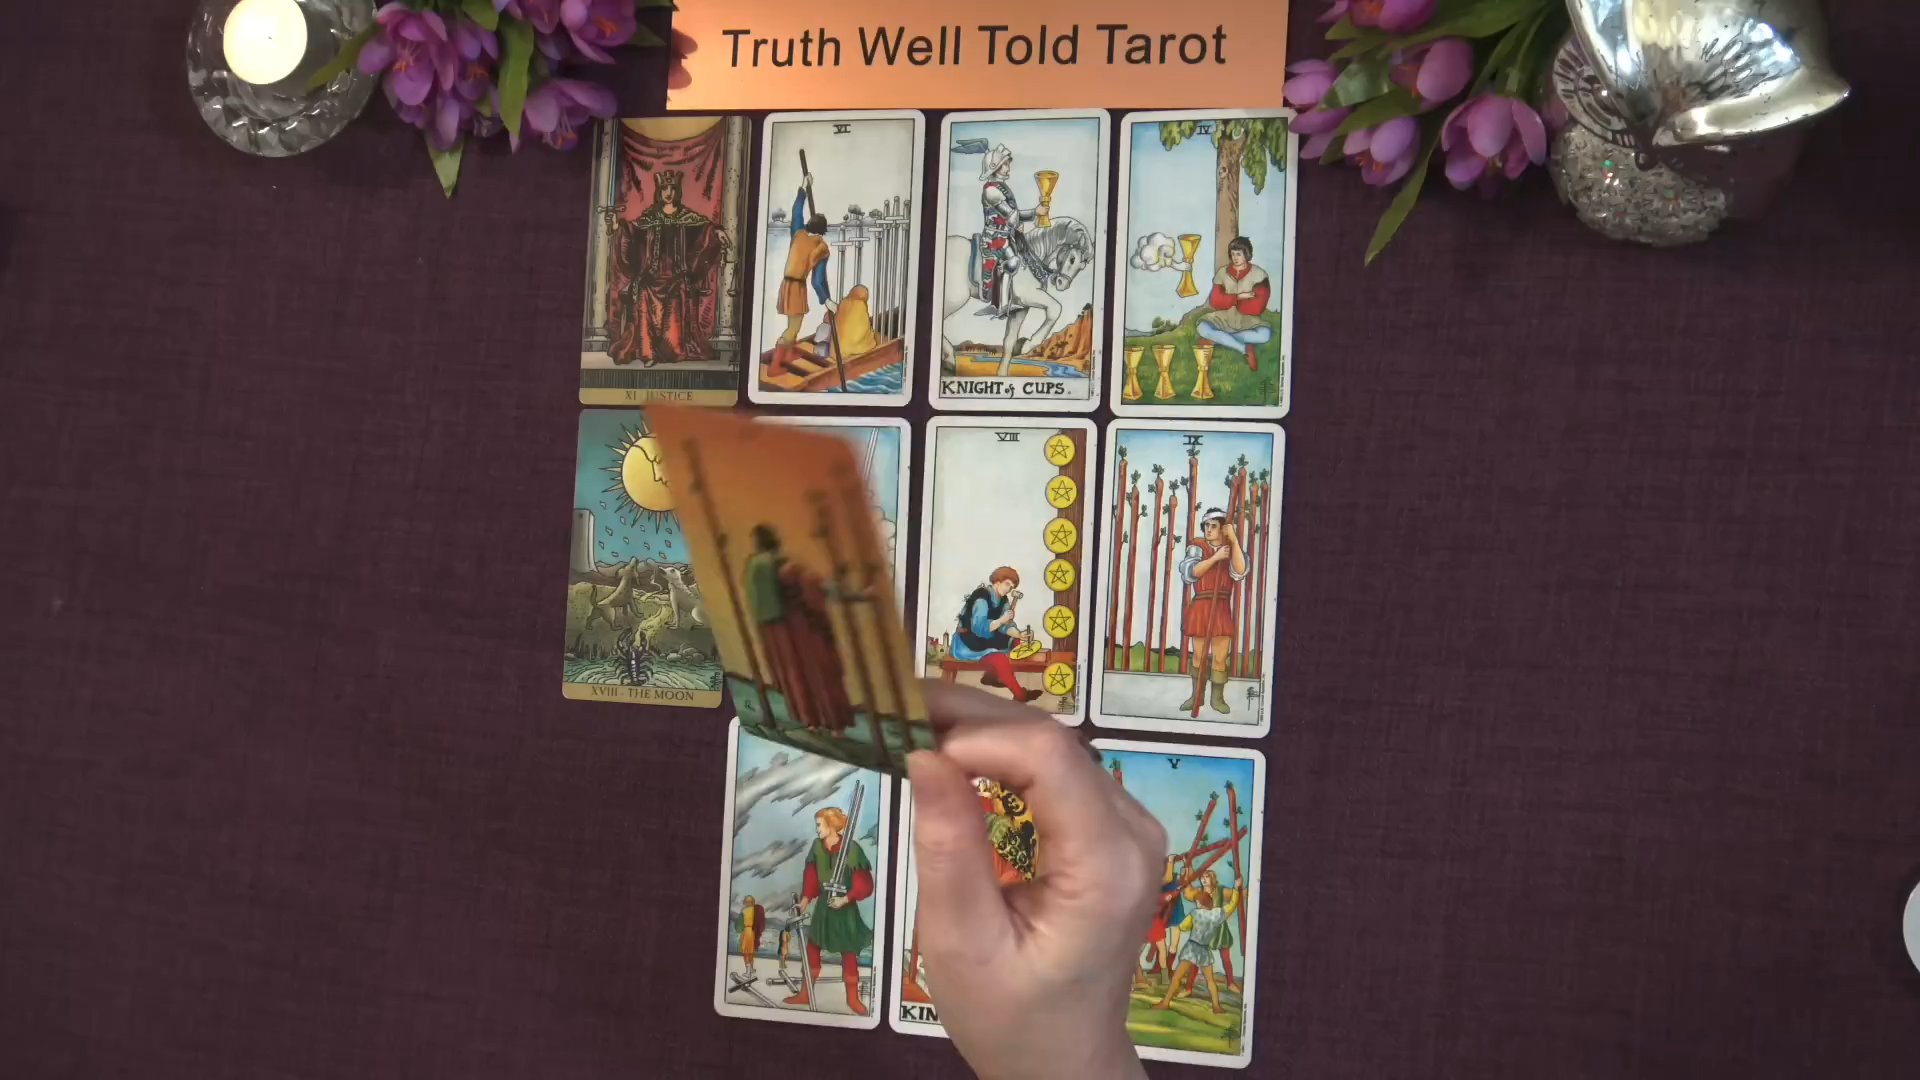 Truth Well Told Tarot
VI
IV
KNIGHT of CUPS.
XI JUSTICE
VIII
IX
XVIII - THE MOON
V
KIN